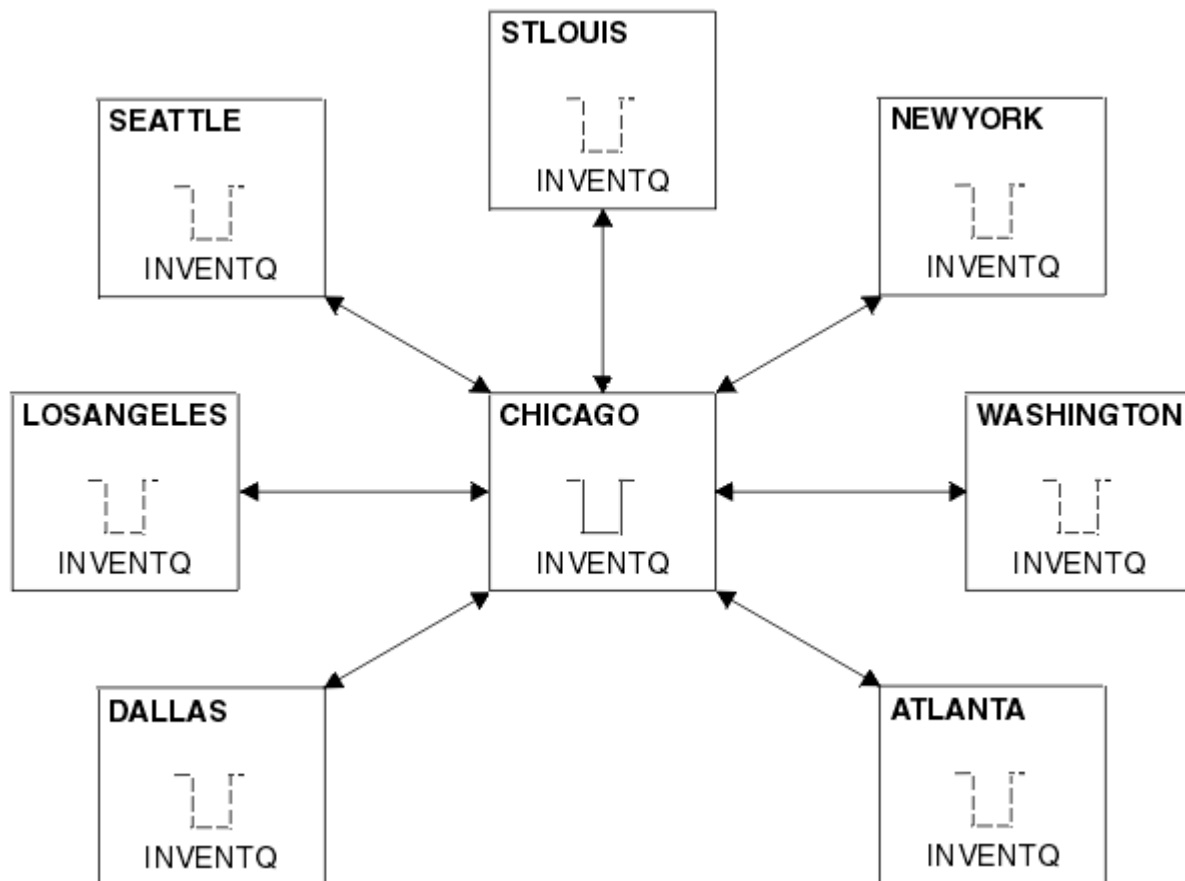 STLOUIS
INVENTQ
SEATTLE
INVENTQ
NEWYORK
INVENTQ
LOSANGELES
INVENTQ
CHICAGO
INVENTQ
WASHINGTON
INVENTQ
DALLAS
INVENTQ
ATLANTA
INVENTQ